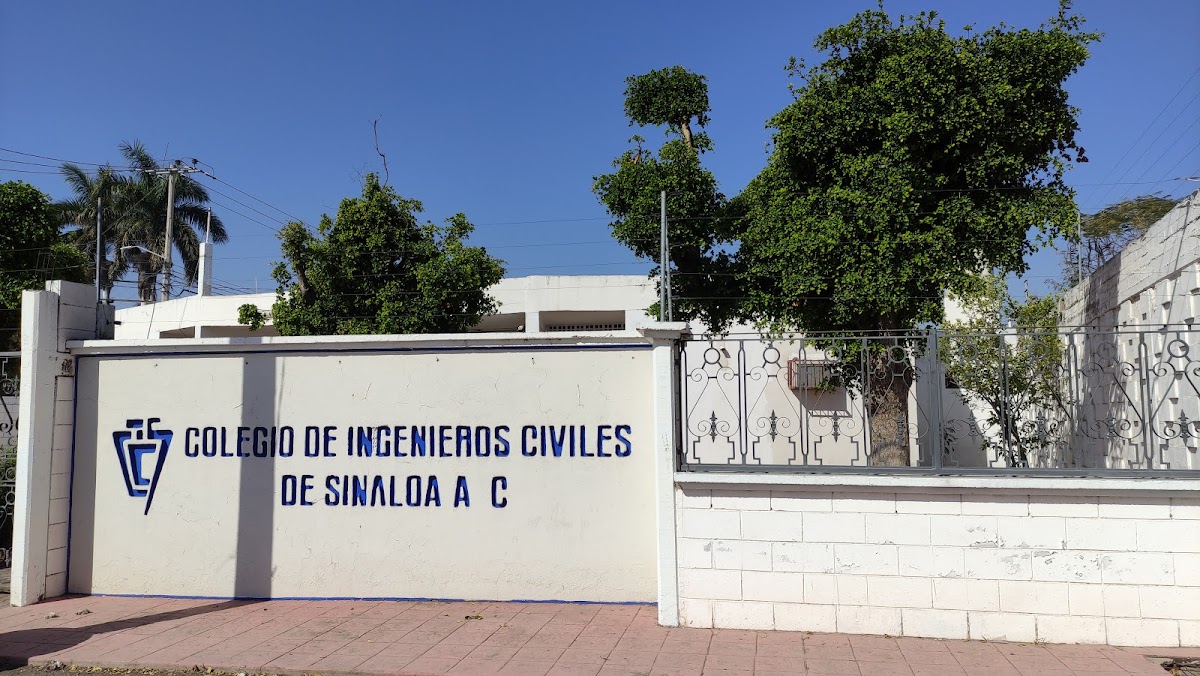 COLEGIO DE INGENIEROS CIVILES
DE SINALOA A C